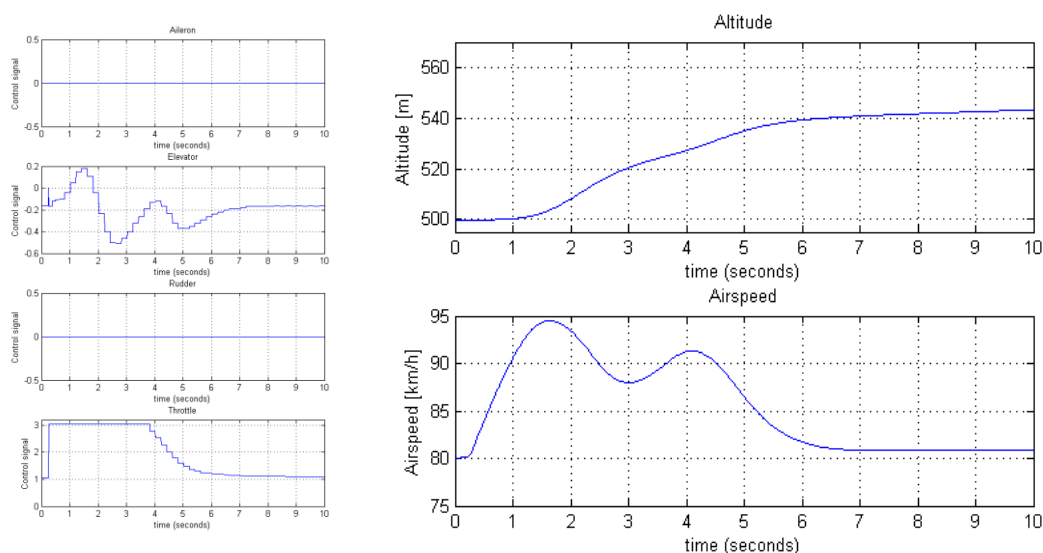 Aileron
Control signal
0.5
0
-0.5
0 1 2 3 4 5 6 7 8 9 10
time (seconds)
Elevator
Control signal
0.2
0
-0.2
-0.4
-0.6
0 1 2 3 4 5 6 7 8 9 10
time (seconds)
Rudder
Control signal
0.5
0
-0.5
0 1 2 3 4 5 6 7 8 9 10
time (seconds)
Throttle
Control signal
3
2
1
0
0 1 2 3 4 5 6 7 8 9 10
time (seconds)
Altitude
Altitude [m]
560
540
520
500
0 1 2 3 4 5 6 7 8 9 10
time (seconds)
Airspeed
Airspeed [km/h]
95
90
85
80
75
0 1 2 3 4 5 6 7 8 9 10
time (seconds)